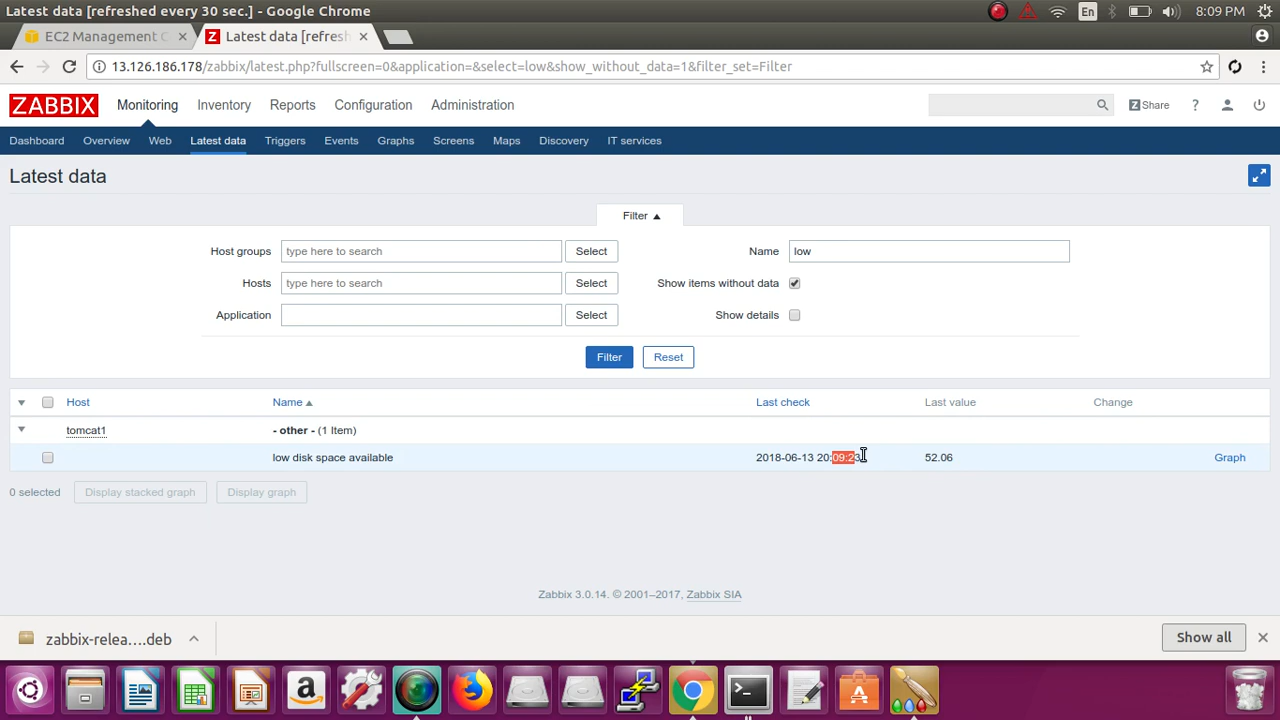 Latest data [refreshed every 30 sec.] - Google Chrome
En
8:09 PM
EC2 Management C
Latest data [refres
13.126.186.178/zabbix/latest.php?fullscreen=0&application=&select=low&show_without_data=1&filter_set=Filter
ZABBIX Monitoring Inventory Reports Configuration Administration Share ?
Dashboard Overview Web Latest data Triggers Events Graphs Screens Maps Discovery IT services
Latest data
Filter
Host groups type here to search Select Name low
Hosts type here to search Select Show items without data
Application Select Show details
Filter Reset
Host Name Last check Last value Change
tomcat1 - other - (1 Item)
low disk space available 2018-06-13 20:09:23 52.06 Graph
0 selected Display stacked graph Display graph
Zabbix 3.0.14. © 2001–2017, Zabbix SIA
zabbix-relea....deb Show all